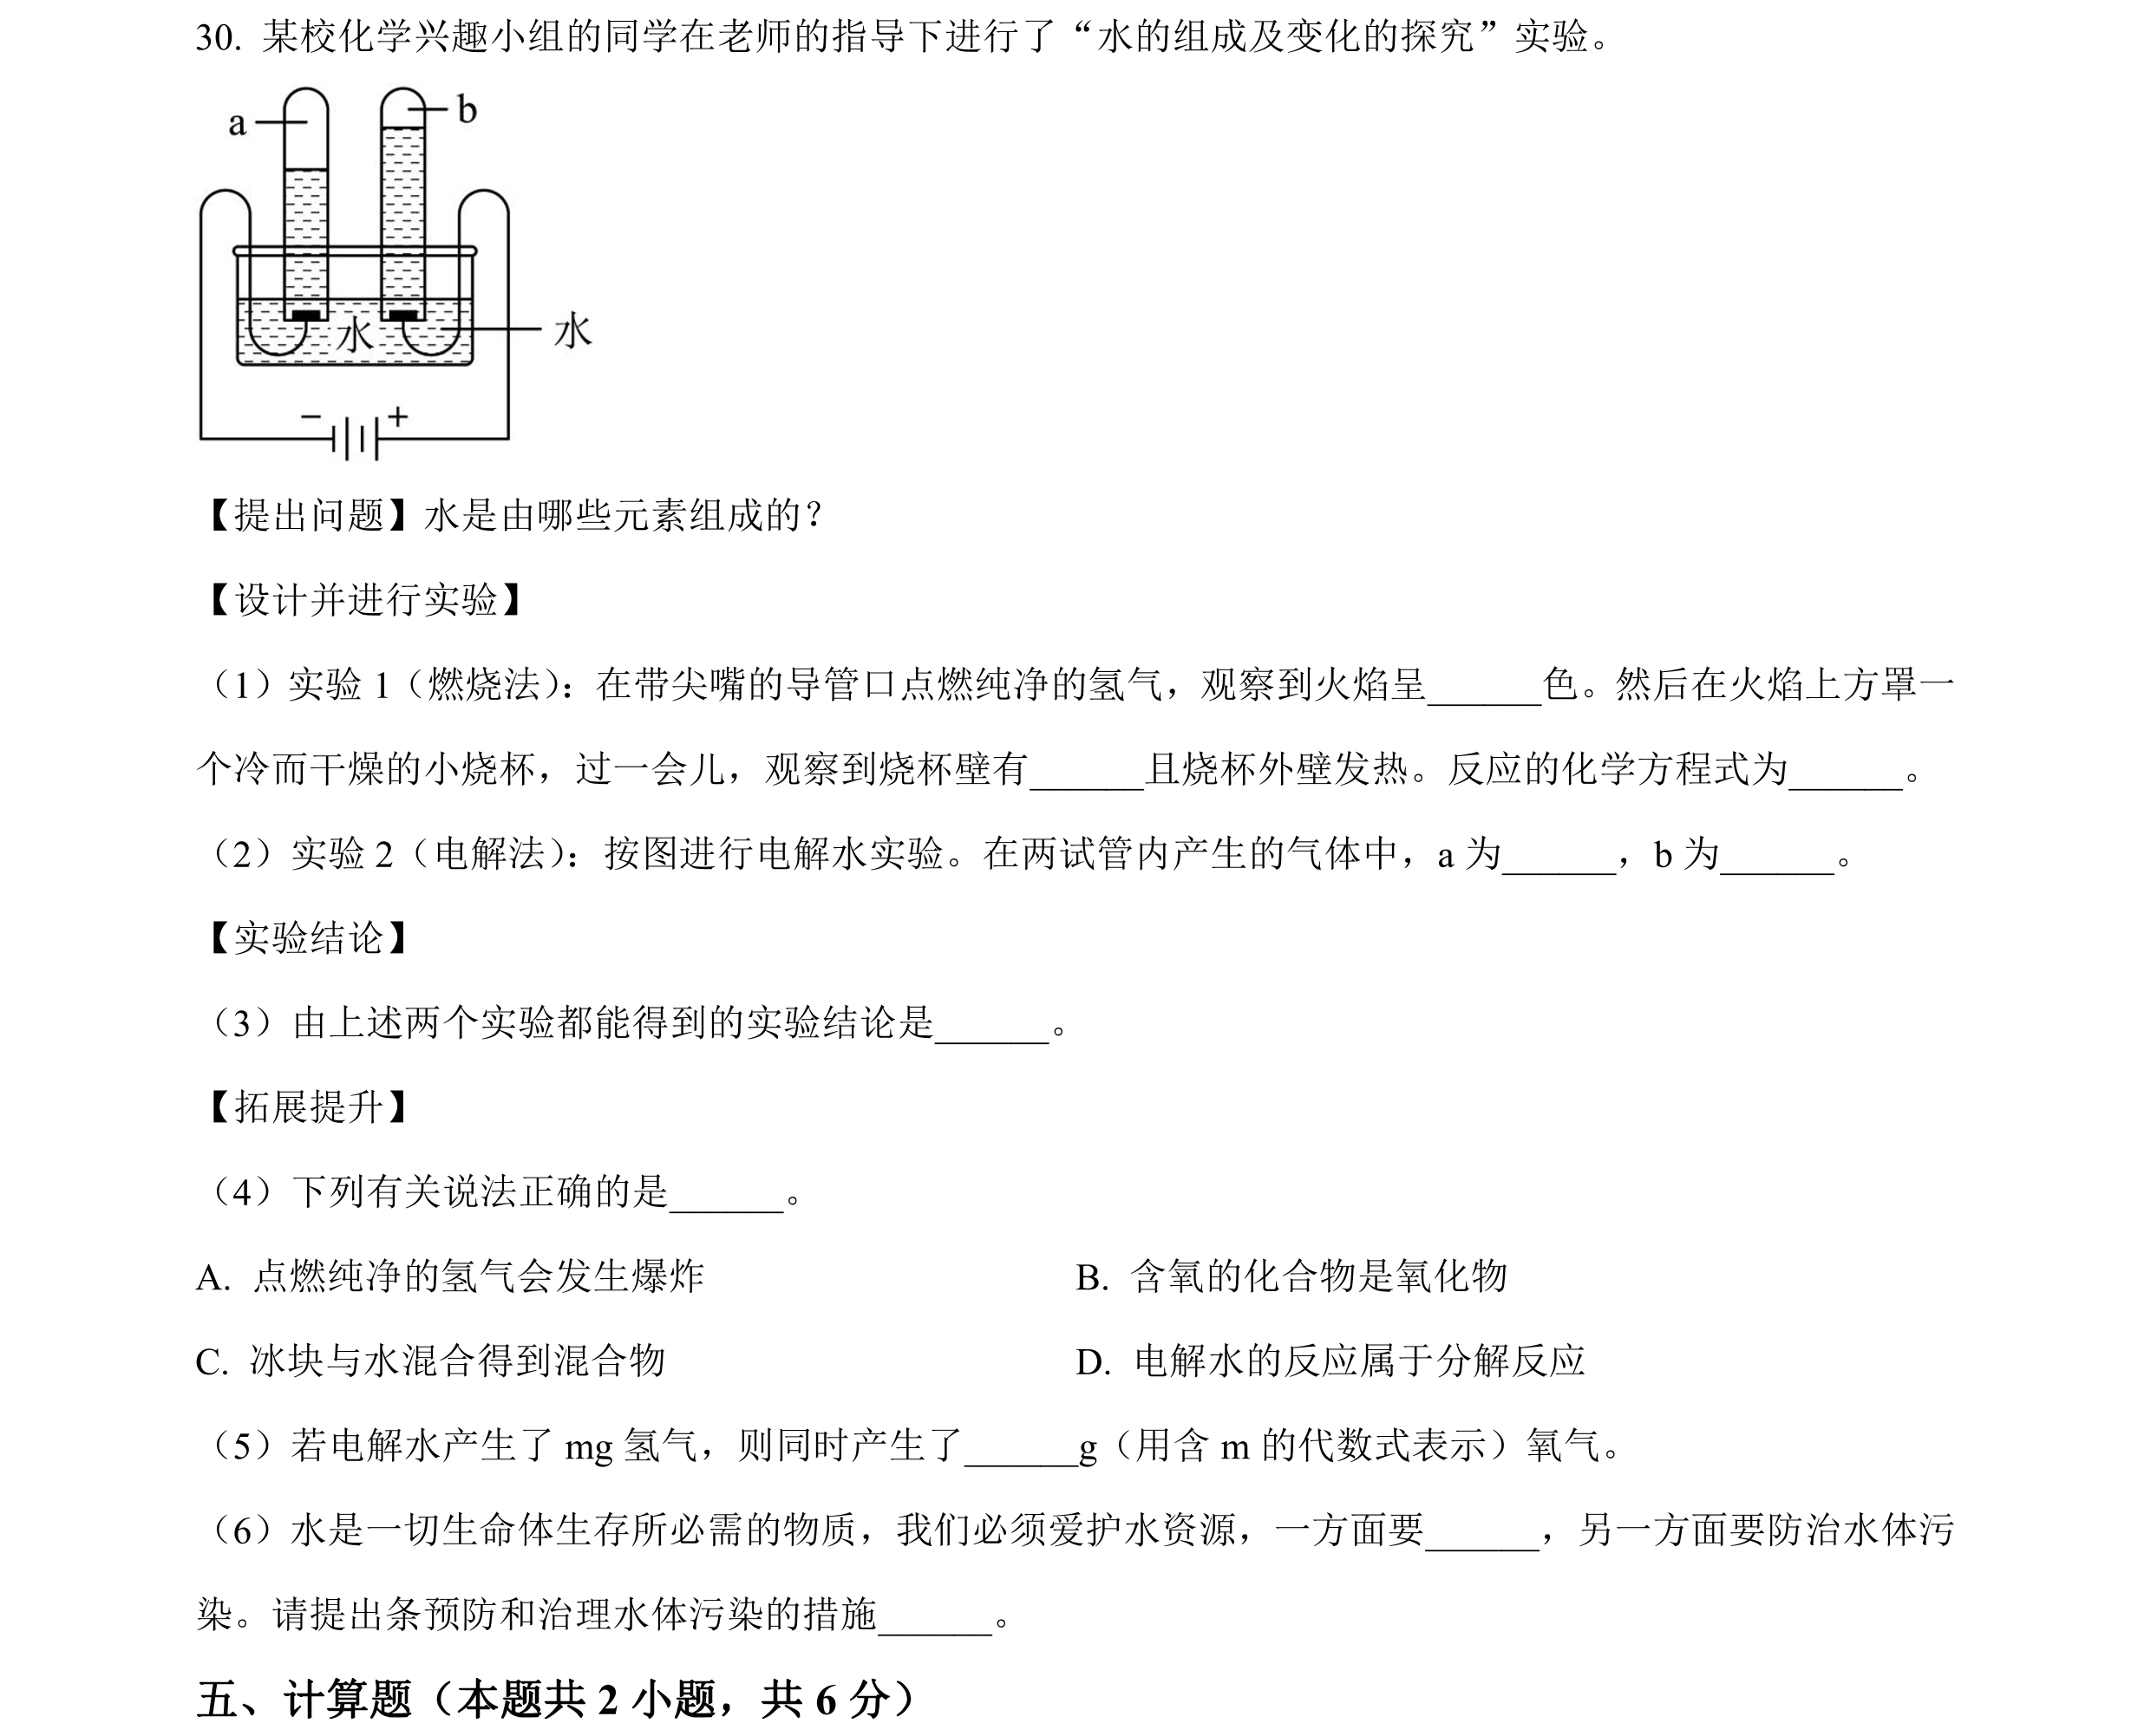 30. 某校化学兴趣小组的同学在老师的指导下进行了“水的组成及变化的探究”实验。
a
b
水
水
− +
【提出问题】水是由哪些元素组成的？
【设计并进行实验】
（1）实验 1（燃烧法）：在带尖嘴的导管口点燃纯净的氢气，观察到火焰呈______色。然后在火焰上方罩一
个冷而干燥的小烧杯，过一会儿，观察到烧杯壁有______且烧杯外壁发热。反应的化学方程式为______。
（2）实验 2（电解法）：按图进行电解水实验。在两试管内产生的气体中，a 为______，b 为______。
【实验结论】
（3）由上述两个实验都能得到的实验结论是______。
【拓展提升】
（4）下列有关说法正确的是______。
A. 点燃纯净的氢气会发生爆炸 B. 含氧的化合物是氧化物
C. 冰块与水混合得到混合物 D. 电解水的反应属于分解反应
（5）若电解水产生了 mg 氢气，则同时产生了______g（用含 m 的代数式表示）氧气。
（6）水是一切生命体生存所必需的物质，我们必须爱护水资源，一方面要______，另一方面要防治水体污
染。请提出条预防和治理水体污染的措施______。
五、计算题（本题共 2 小题，共 6 分）